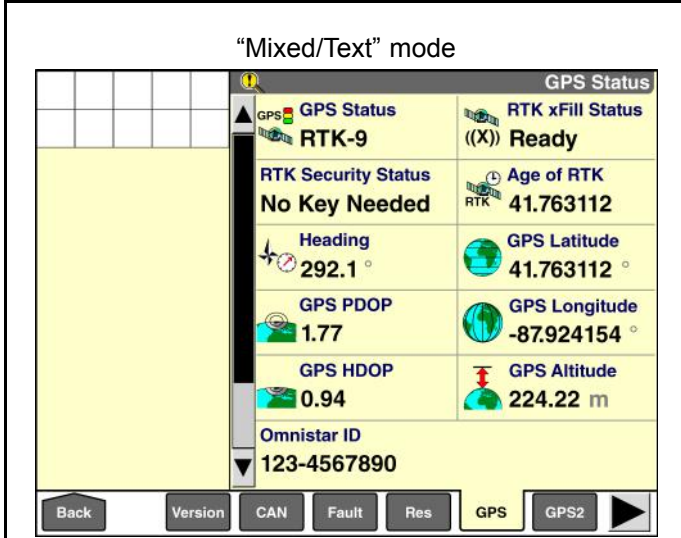 “Mixed/Text” mode
GPS Status
GPS GPS Status
RTK-9
RTK xFill Status
((X)) Ready
RTK Security Status
No Key Needed
Age of RTK
RTK 41.763112
Heading
292.1 °
GPS Latitude
41.763112 °
GPS PDOP
1.77
GPS Longitude
-87.924154 °
GPS HDOP
0.94
GPS Altitude
224.22 m
Omnistar ID
123-4567890
Back Version CAN Fault Res GPS GPS2